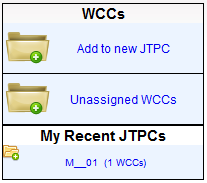 WCCs
Add to new JTPC
Unassigned WCCs
My Recent JTPCs
M__01 (1 WCCs)